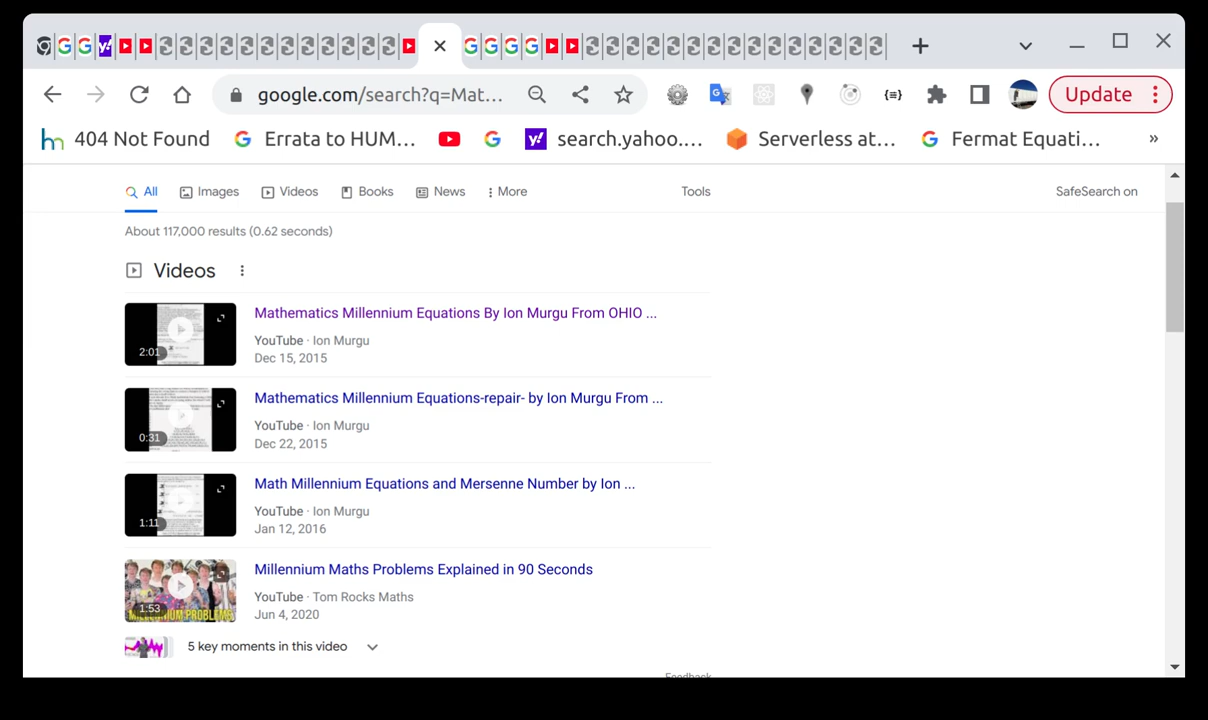 google.com/search?q=Mat...
Update
404 Not Found
Errata to HUM...
search.yahoo....
Serverless at...
Fermat Equati...
»
All
Images
Videos
Books
News
More
Tools
SafeSearch on
About 117,000 results (0.62 seconds)
Videos
Mathematics Millennium Equations By Ion Murgu From OHIO ...
YouTube · Ion Murgu
2:01
Dec 15, 2015
Mathematics Millennium Equations-repair- by Ion Murgu From ...
YouTube · Ion Murgu
0:31
Dec 22, 2015
Math Millennium Equations and Mersenne Number by Ion ...
YouTube · Ion Murgu
1:11
Jan 12, 2016
Millennium Maths Problems Explained in 90 Seconds
YouTube · Tom Rocks Maths
1:53
Jun 4, 2020
5 key moments in this video
Feedback